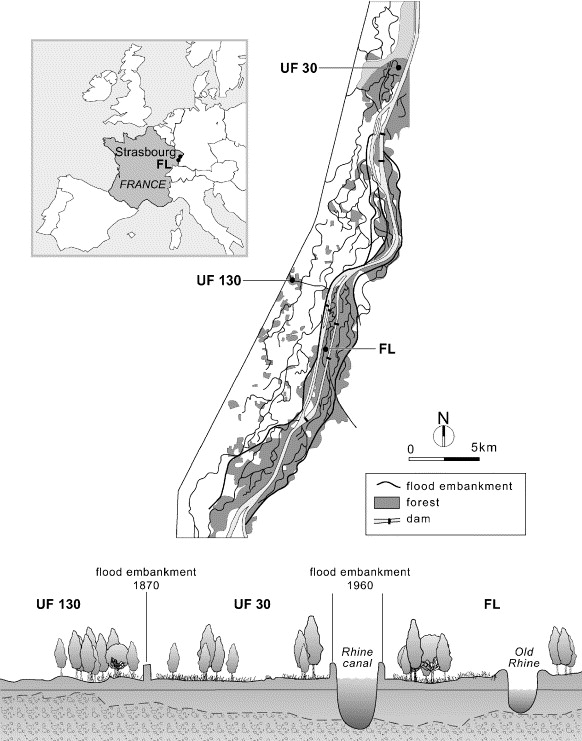 UF 30
Strasbourg
FL
FRANCE
UF 130
FL
N
0 5km
flood embankment
forest
dam
flood embankment
1870
flood embankment
1960
UF 130
UF 30
FL
Rhine
canal
Old
Rhine